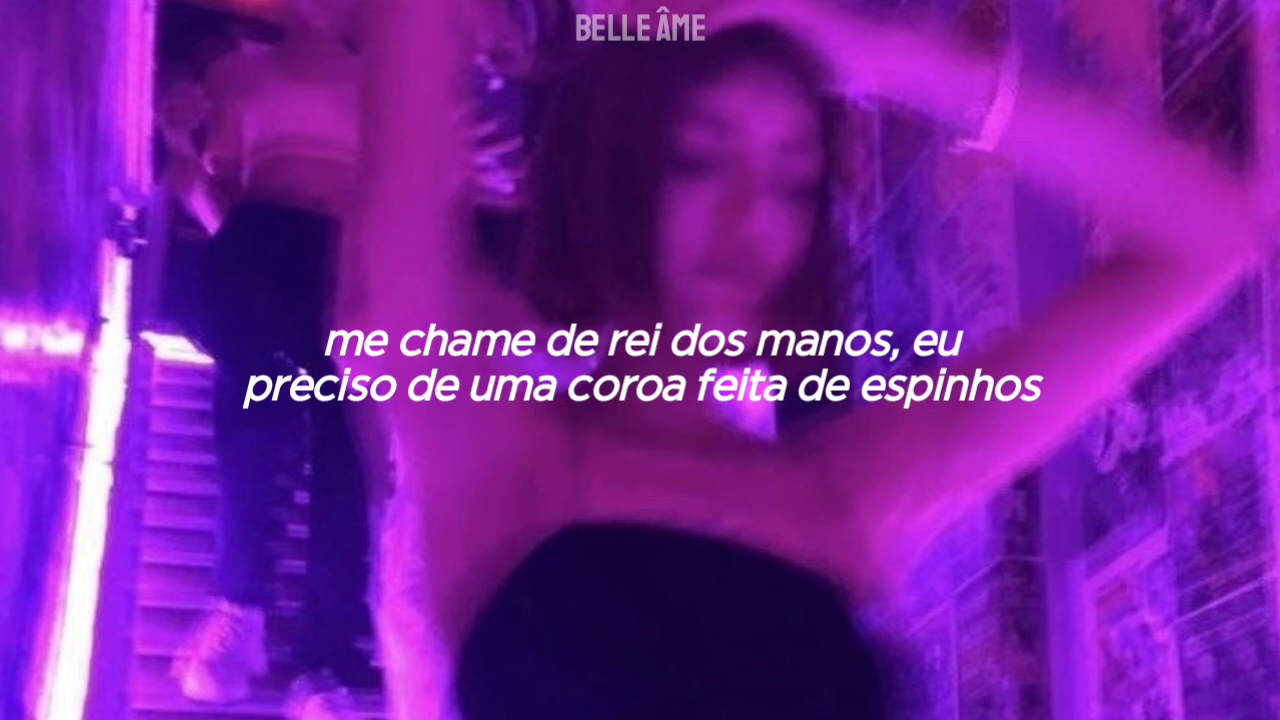 BELLE ÂME
me chame de rei dos manos, eu
preciso de uma coroa feita de espinhos